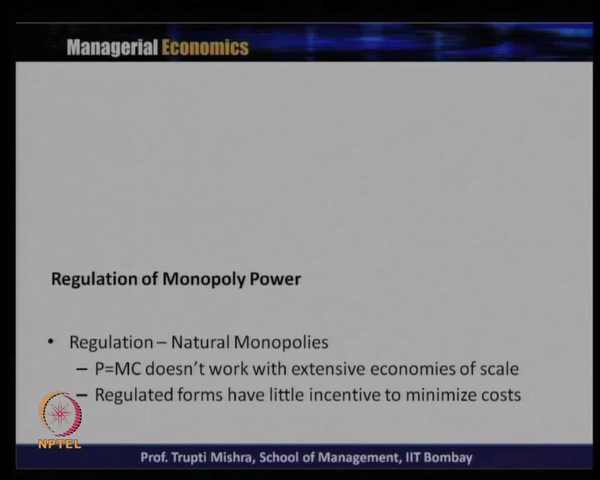 Managerial Economics
Regulation of Monopoly Power
• Regulation – Natural Monopolies
– P=MC doesn't work with extensive economies of scale
– Regulated forms have little incentive to minimize costs
NPTEL
Prof. Trupti Mishra, School of Management, IIT Bombay